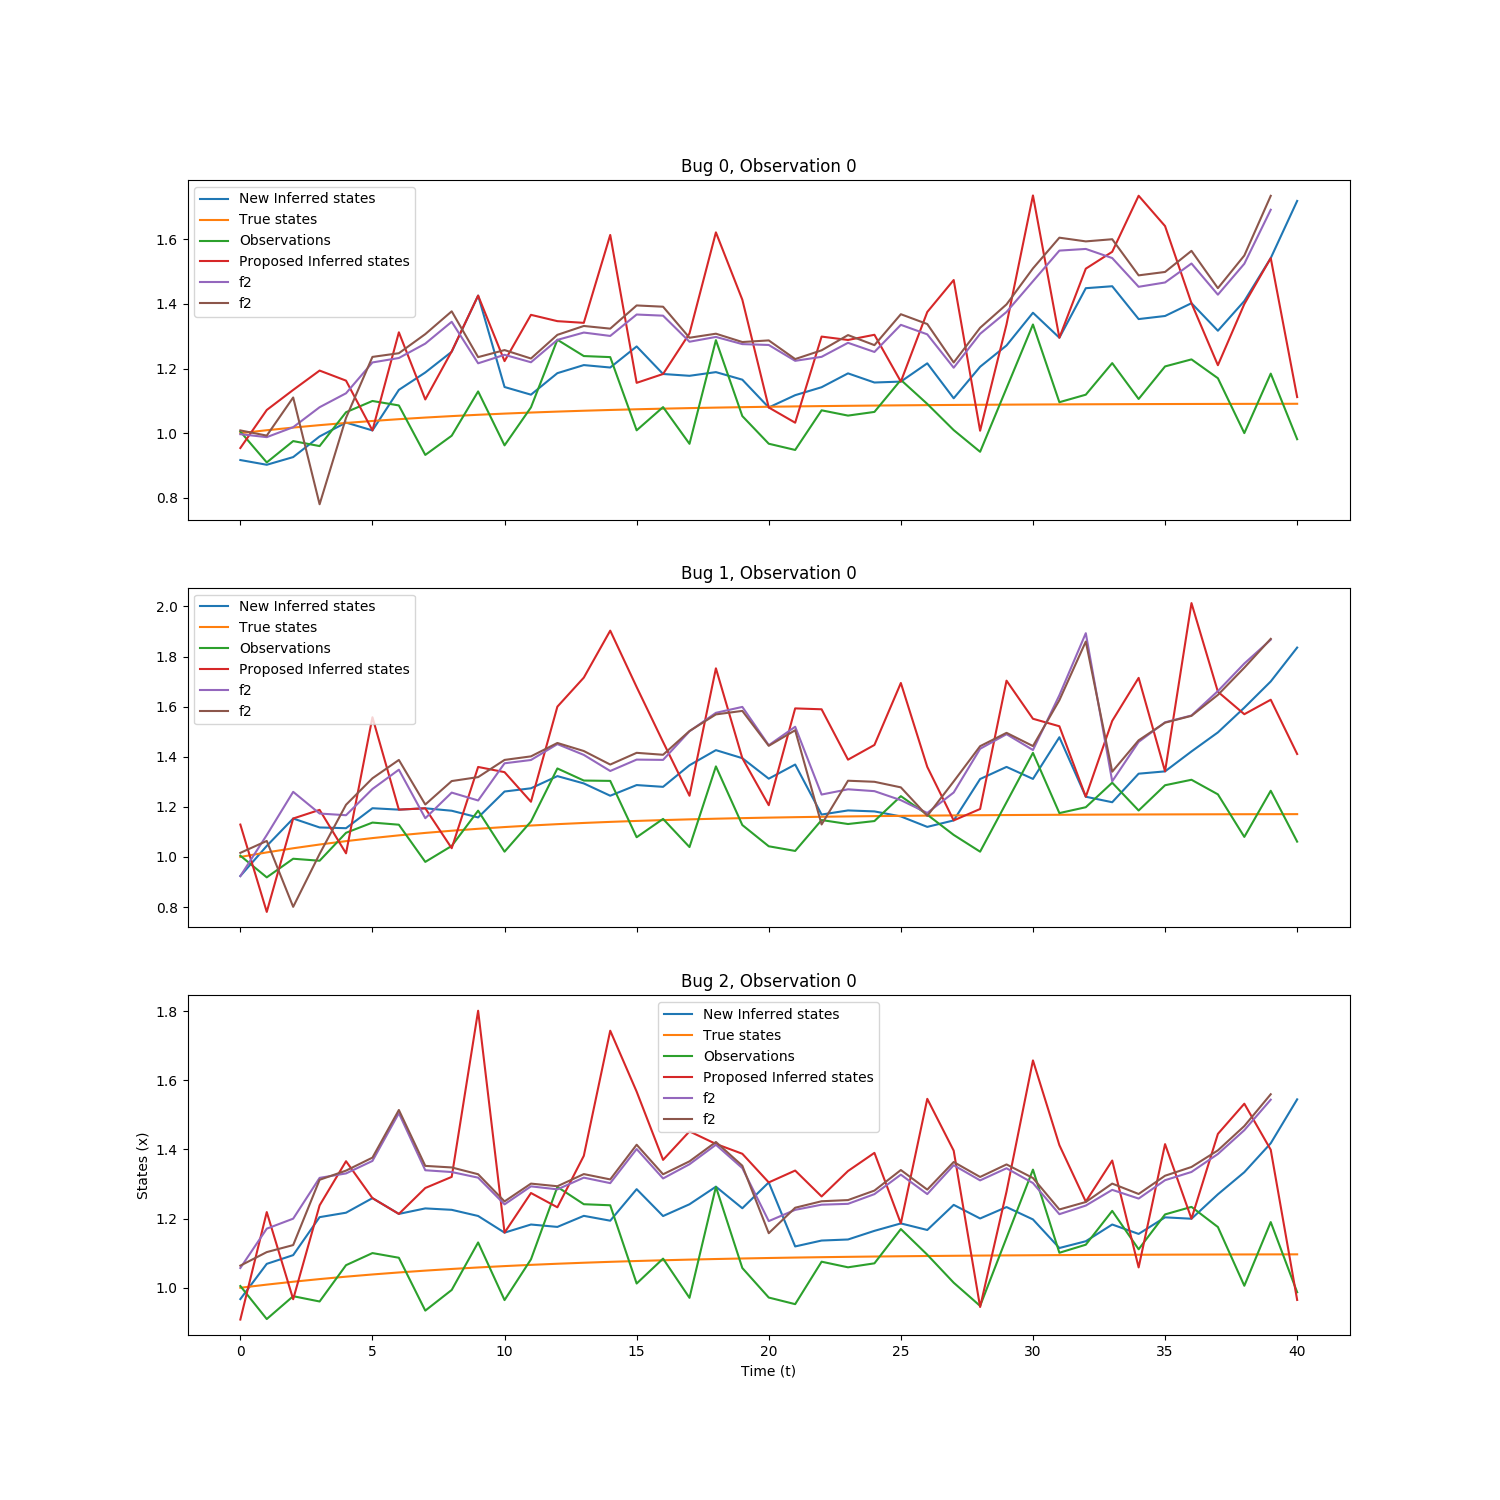 Bug 0, Observation 0
New Inferred states
True states
Observations
Proposed Inferred states
f2
f2
1.6
1.4
1.2
1.0
0.8
Bug 1, Observation 0
New Inferred states
True states
Observations
Proposed Inferred states
f2
f2
2.0
1.8
1.6
1.4
1.2
1.0
0.8
Bug 2, Observation 0
New Inferred states
True states
Observations
Proposed Inferred states
f2
f2
1.8
1.6
1.4
1.2
1.0
States (x)
0 5 10 15 20 25 30 35 40
Time (t)